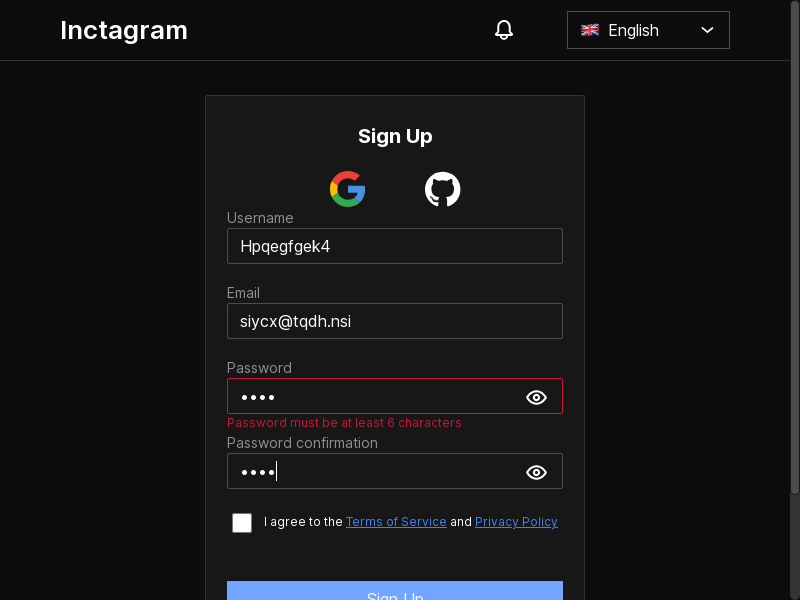 Inctagram
English
Sign Up
Username
Hpqegfgek4
Email
siycx@tqdh.nsi
Password
••••
Password must be at least 6 characters
Password confirmation
••••
I agree to the Terms of Service and Privacy Policy
Sign Up